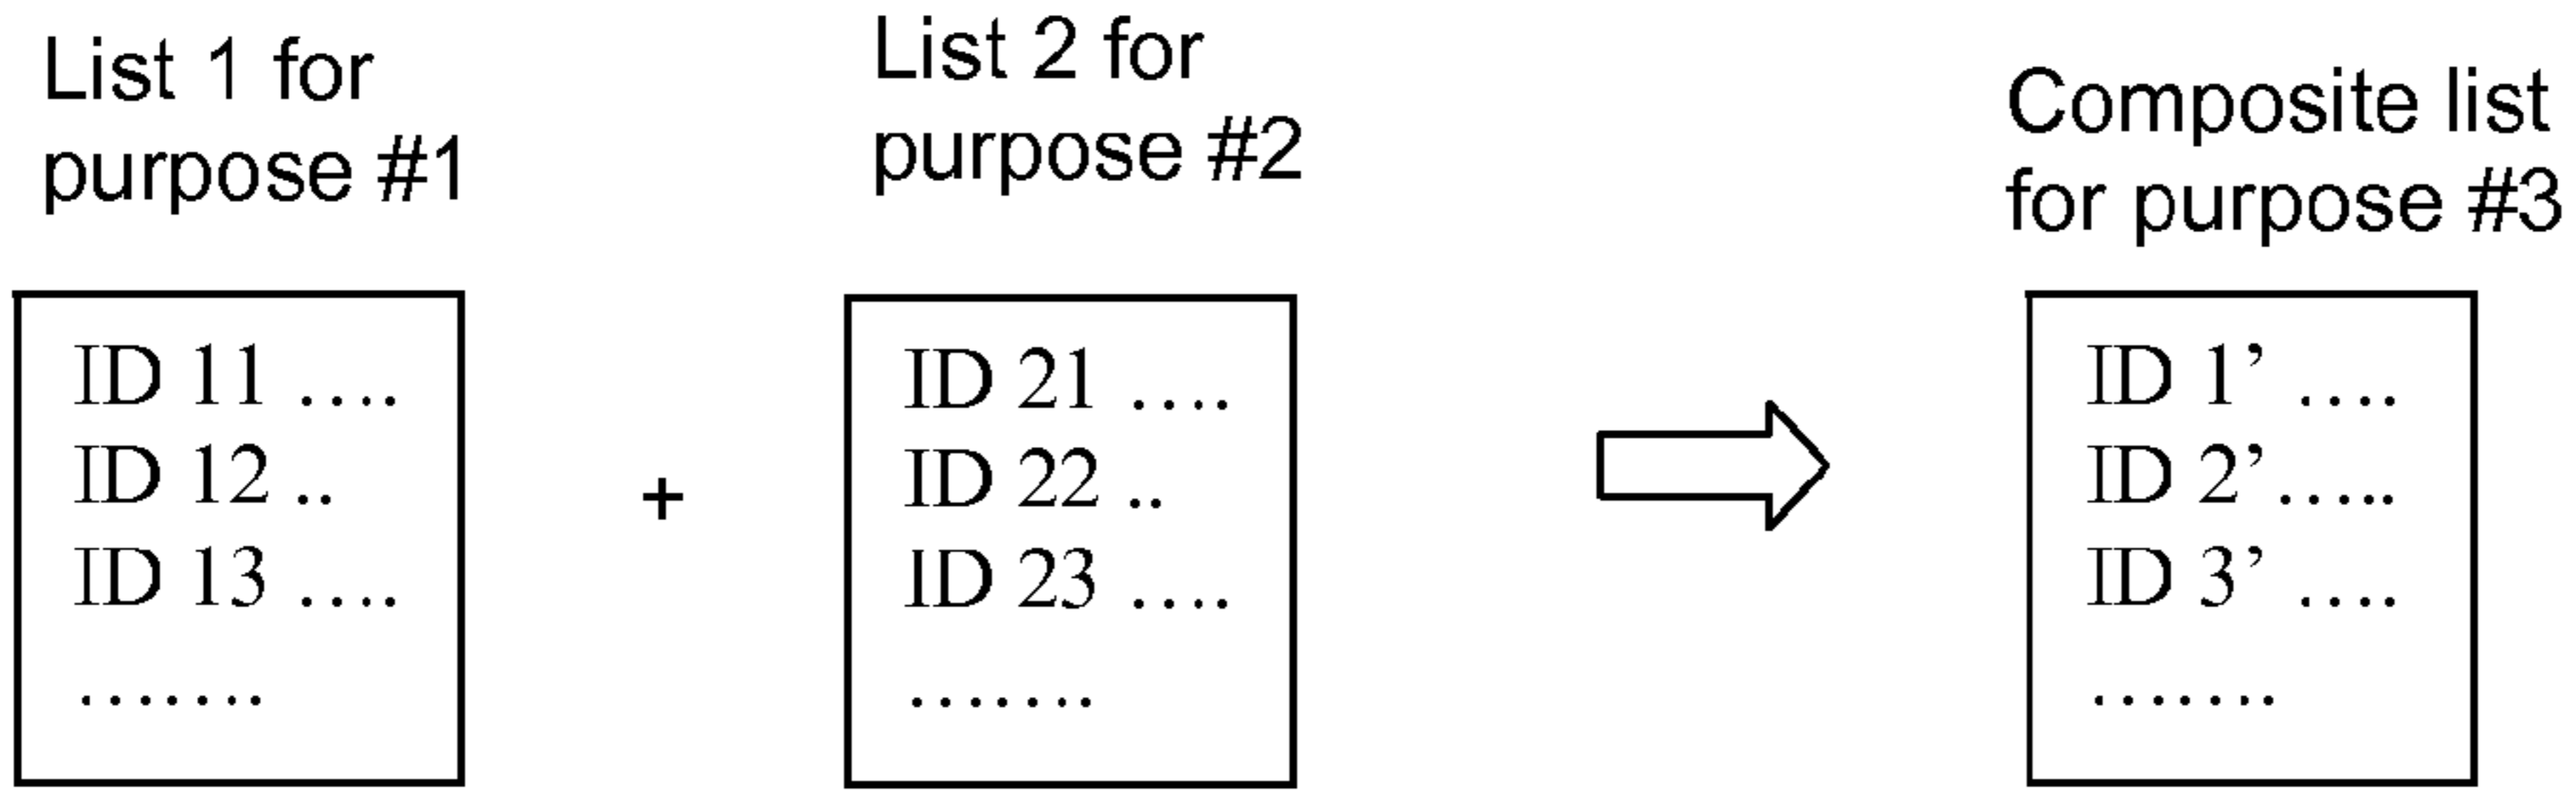 List 1 for
purpose #1
ID 11 ....
ID 12 ..
ID 13 ....
.......
+
List 2 for
purpose #2
ID 21 ....
ID 22 ..
ID 23 ....
.......
Composite list
for purpose #3
ID 1’ ....
ID 2’.....
ID 3’ ....
.......